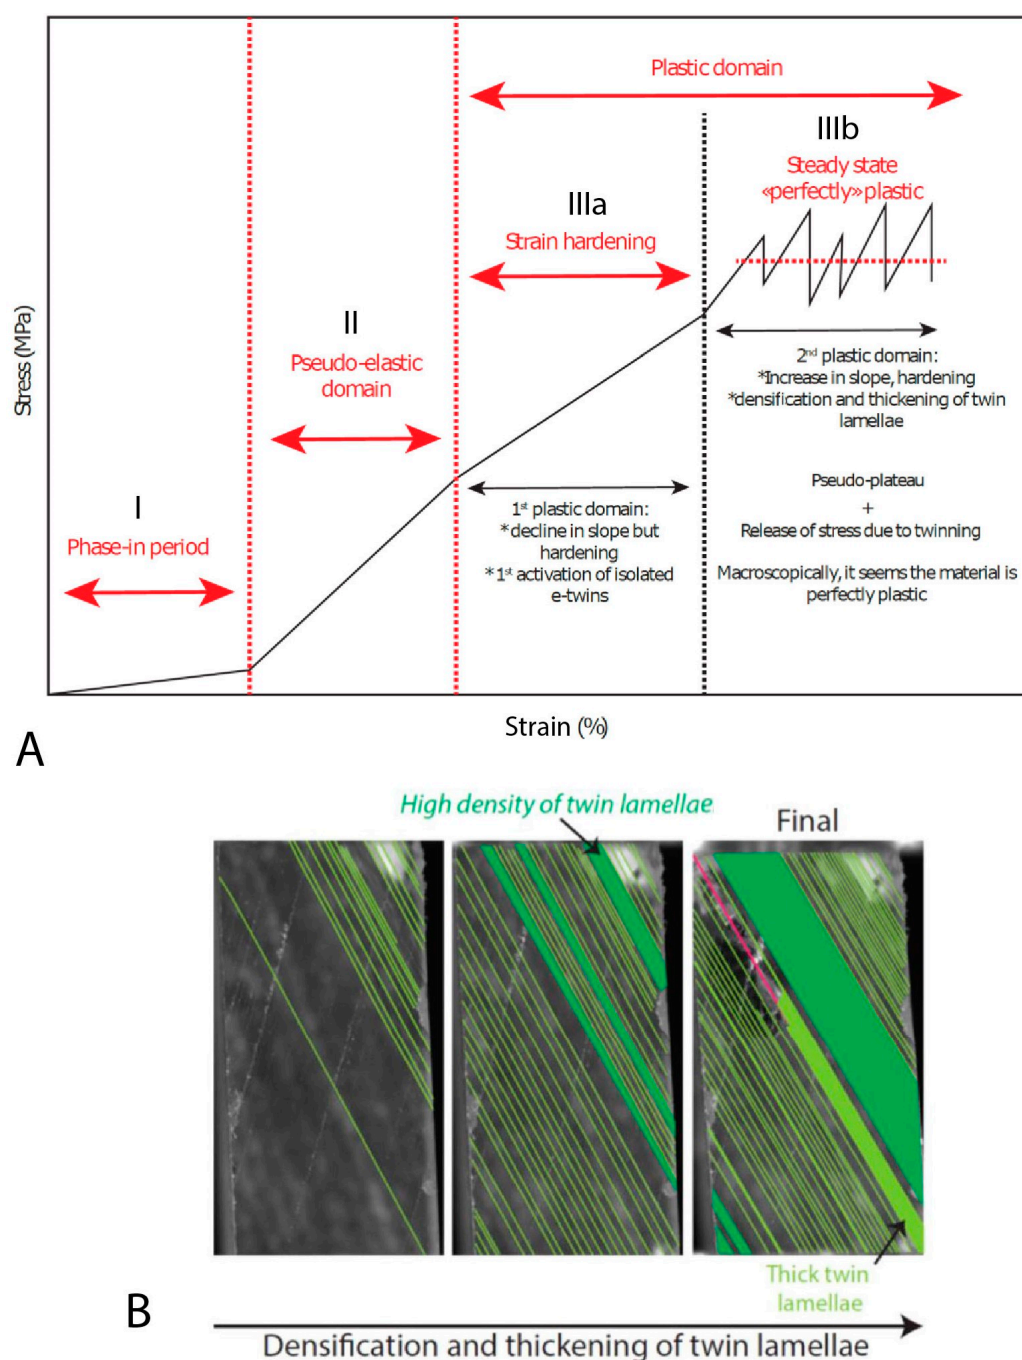 Plastic domain
IIIb
Steady state
«perfectly» plastic
IIIa
Strain hardening
II
Pseudo-elastic
domain
2nd plastic domain:
*Increase in slope, hardening
*densification and thickening of twin
lamellae
I
Phase-in period
1st plastic domain:
*decline in slope but
hardening
*1st activation of isolated
e-twins
Pseudo-plateau
+
Release of stress due to twinning
Macroscopically, it seems the material is
perfectly plastic
Stress (MPa)
Strain (%)
A
High density of twin lamellae
Final
Thick twin
lamellae
B
Densification and thickening of twin lamellae